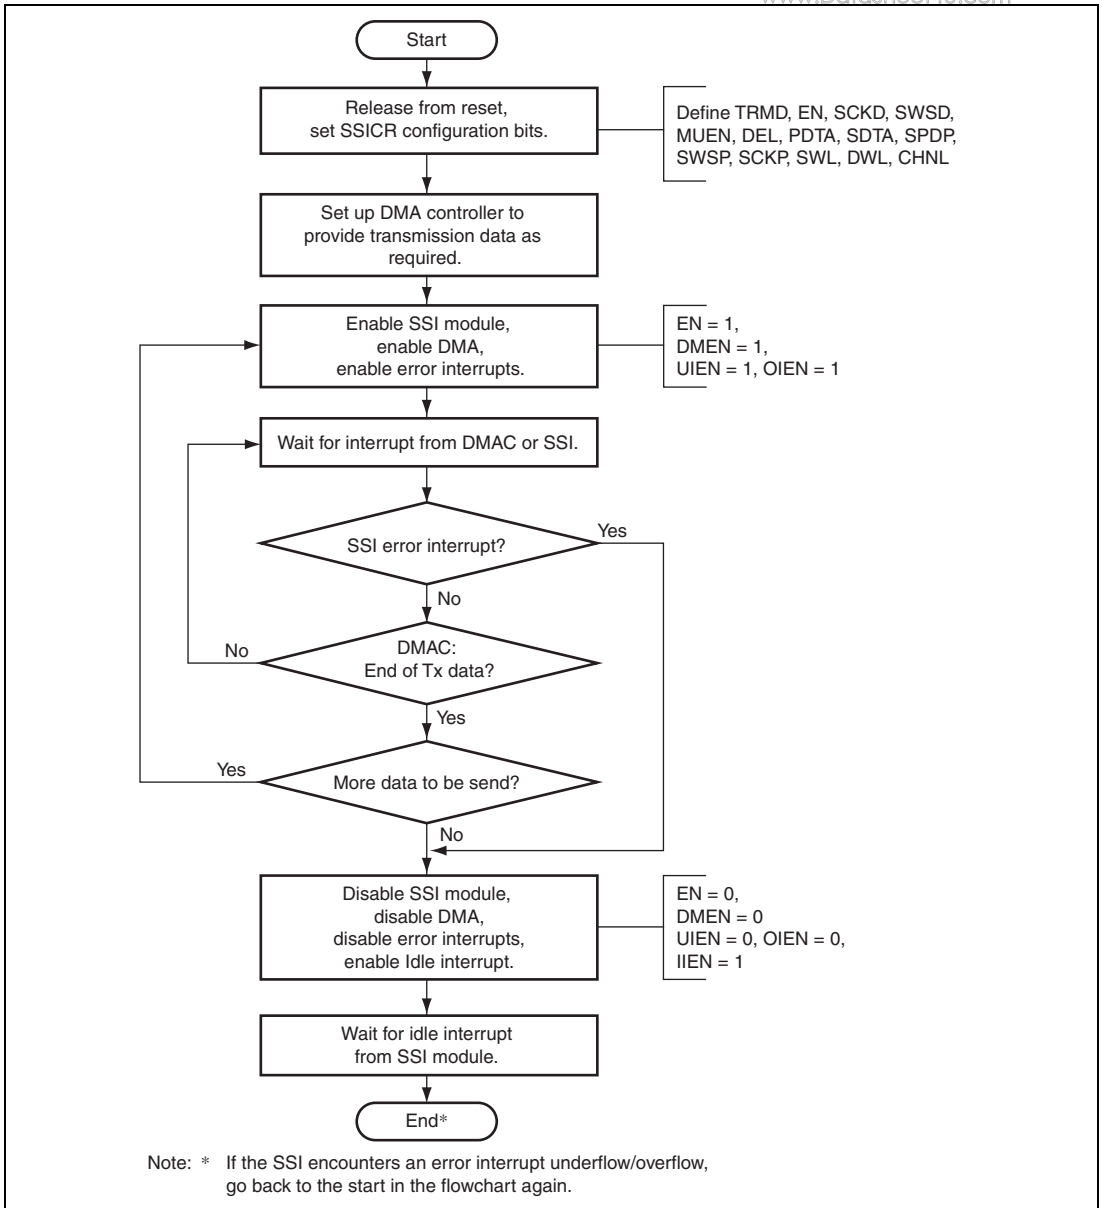 Start
Release from reset,
set SSICR configuration bits.
Define TRMD, EN, SCKD, SWSD,
MUEN, DEL, PDTA, SDTA, SPDP,
SWSP, SCKP, SWL, DWL, CHNL
Set up DMA controller to
provide transmission data as
required.
Enable SSI module,
enable DMA,
enable error interrupts.
EN = 1,
DMEN = 1,
UIEN = 1, OIEN = 1
Wait for interrupt from DMAC or SSI.
SSI error interrupt?
Yes
No
DMAC:
End of Tx data?
No
Yes
More data to be send?
Yes
No
Disable SSI module,
disable DMA,
disable error interrupts,
enable Idle interrupt.
EN = 0,
DMEN = 0
UIEN = 0, OIEN = 0,
IIEN = 1
Wait for idle interrupt
from SSI module.
End*
Note: * If the SSI encounters an error interrupt underflow/overflow,
go back to the start in the flowchart again.